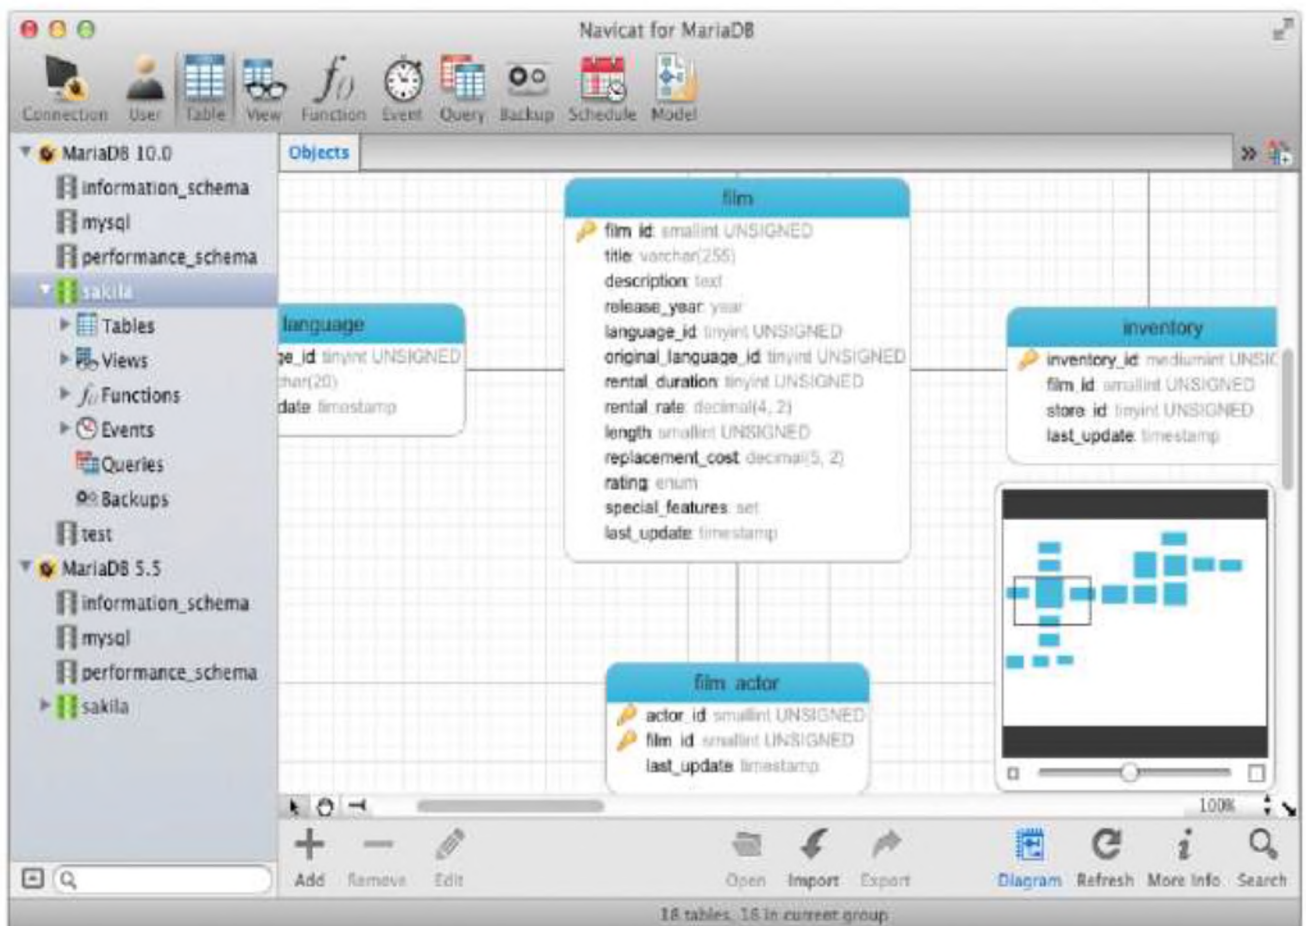 Navicat for MariaDB
Connection User Table View Function Event Query Backup Schedule Model
MariaDB 10.0
information_schema
mysql
performance_schema
sakila
Tables
Views
Functions
Events
Queries
Backups
test
MariaDB 5.5
information_schema
mysql
performance_schema
sakila
Objects
language
ge_id: tinyint UNSIGNED
char(20)
date: timestamp
film
film_id: smallint UNSIGNED
title: varchar(255)
description: text
release_year: year
language_id: tinyint UNSIGNED
original_language_id: tinyint UNSIGNED
rental_duration: tinyint UNSIGNED
rental_rate: decimal(4, 2)
length: smallint UNSIGNED
replacement_cost: decimal(5, 2)
rating: enum
special_features: set
last_update: timestamp
inventory
inventory_id: mediumint UNSIG
film_id: smallint UNSIGNED
store_id: tinyint UNSIGNED
last_update: timestamp
film_actor
actor_id: smallint UNSIGNED
film_id: smallint UNSIGNED
last_update: timestamp
100%
Add Remove Edit Open Import Export Diagram Refresh More Info Search
18 tables, 16 in current group